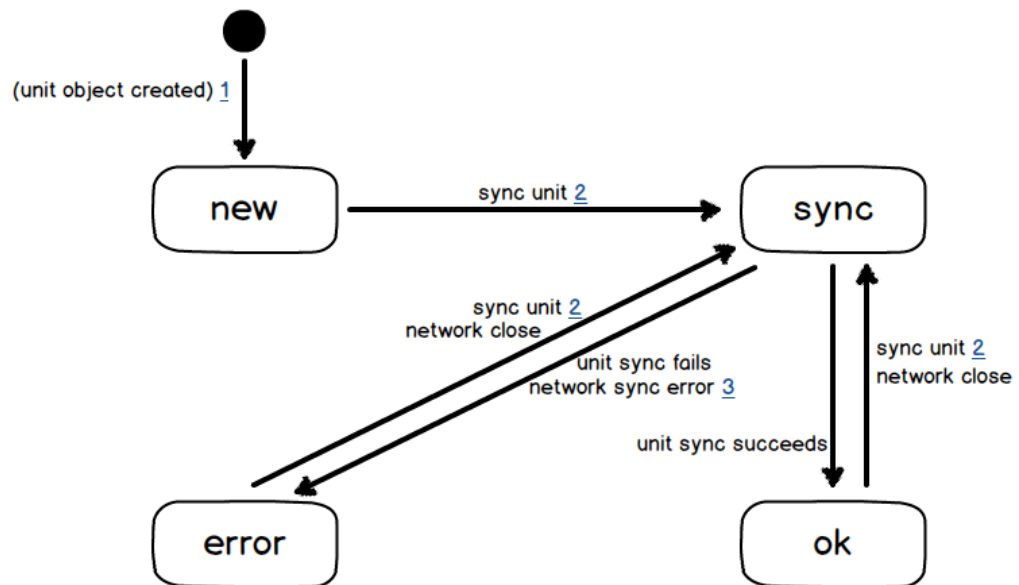 (unit object created) 1
new
sync unit 2
sync
sync unit 2
network close
unit sync fails
network sync error 3
sync unit 2
network close
unit sync succeeds
error
ok